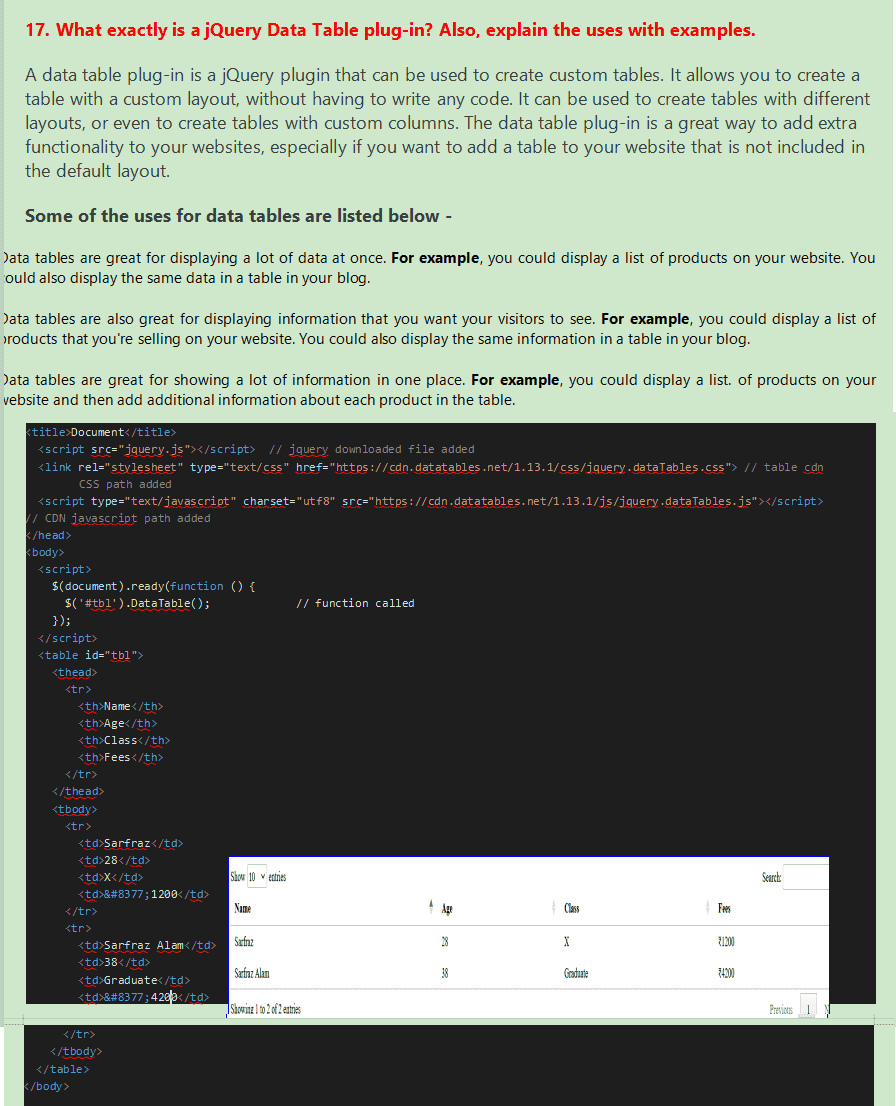 17. What exactly is a jQuery Data Table plug-in? Also, explain the uses with examples.
A data table plug-in is a jQuery plugin that can be used to create custom tables. It allows you to create a
table with a custom layout, without having to write any code. It can be used to create tables with different
layouts, or even to create tables with custom columns. The data table plug-in is a great way to add extra
functionality to your websites, especially if you want to add a table to your website that is not included in
the default layout.
Some of the uses for data tables are listed below -
Data tables are great for displaying a lot of data at once. For example, you could display a list of products on your website. You
could also display the same data in a table in your blog.
Data tables are also great for displaying information that you want your visitors to see. For example, you could display a list of
products that you're selling on your website. You could also display the same information in a table in your blog.
Data tables are great for showing a lot of information in one place. For example, you could display a list. of products on your
website and then add additional information about each product in the table.
<title>Document</title>
<script src="jquery.js"></script> // jquery downloaded file added
<link rel="stylesheet" type="text/css" href="https://cdn.datatables.net/1.13.1/css/jquery.dataTables.css"> // table cdn
CSS path added
<script type="text/javascript" charset="utf8" src="https://cdn.datatables.net/1.13.1/js/jquery.dataTables.js"></script>
// CDN javascript path added
</head>
<body>
<script>
$(document).ready(function () {
$('#tbl').DataTable(); // function called
});
</script>
<table id="tbl">
<thead>
<tr>
<th>Name</th>
<th>Age</th>
<th>Class</th>
<th>Fees</th>
</tr>
</thead>
<tbody>
<tr>
<td>Sarfraz</td>
<td>28</td>
<td>X</td>
<td>&#8377;1200</td>
</tr>
<tr>
<td>Sarfraz Alam</td>
<td>38</td>
<td>Graduate</td>
<td>&#8377;4200</td>
Show 10 entries Search:
Name Age Class Fees
Sarfraz 28 X ₹1200
Sarfraz Alam 38 Graduate ₹4200
Showing 1 to 2 of 2 entries Previous 1
</tr>
</tbody>
</table>
</body>